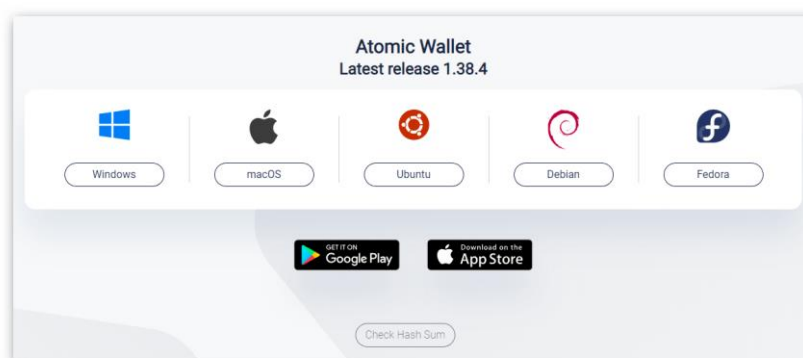 Atomic Wallet
Latest release 1.38.4
Windows
macOS
Ubuntu
Debian
Fedora
GET IT ON
Google Play
Download on the
App Store
Check Hash Sum